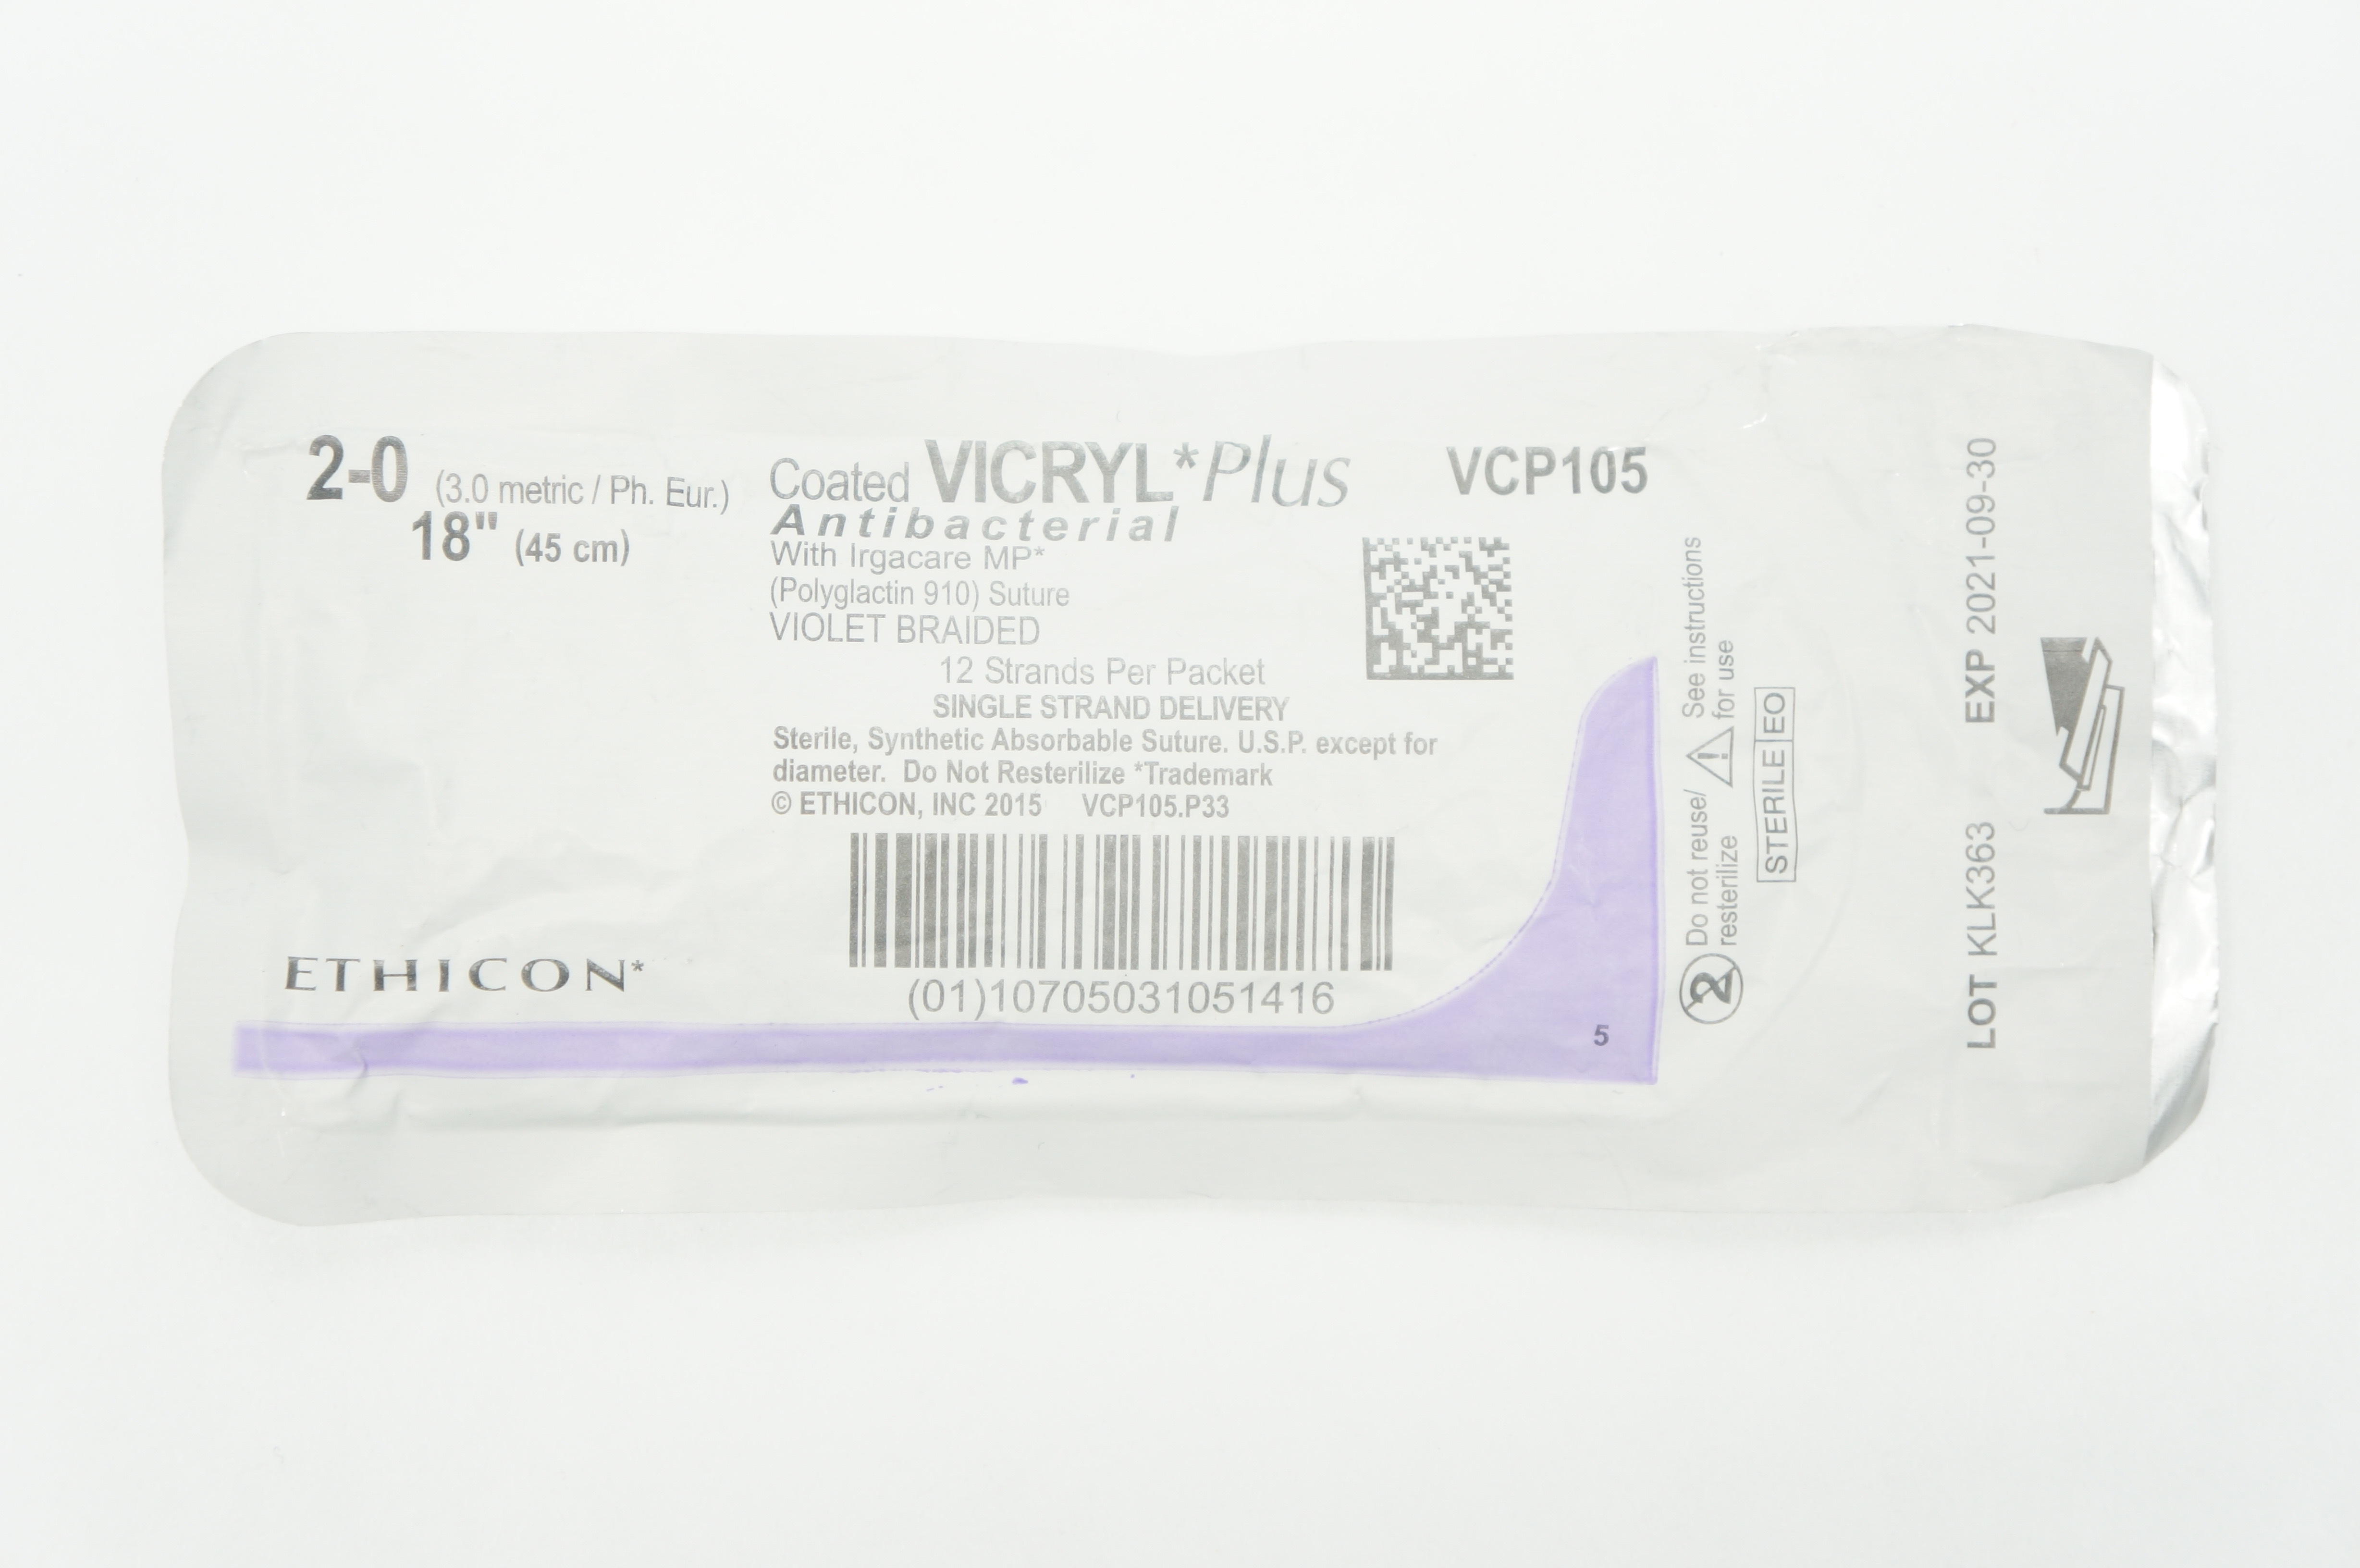 2-0 (3.0 metric / Ph. Eur.)
18" (45 cm)
Coated VICRYL*Plus
Antibacterial
With Irgacare MP*
(Polyglactin 910) Suture
VIOLET BRAIDED
12 Strands Per Packet
SINGLE STRAND DELIVERY
Sterile, Synthetic Absorbable Suture. U.S.P. except for
diameter. Do Not Resterilize *Trademark
© ETHICON, INC 2015 VCP105.P33
(01)10705031051416
VCP105
ETHICON*
5
2 Do not reuse/
resterilize
! See instructions
for use
STERILE EO
LOT KLK363 EXP 2021-09-30